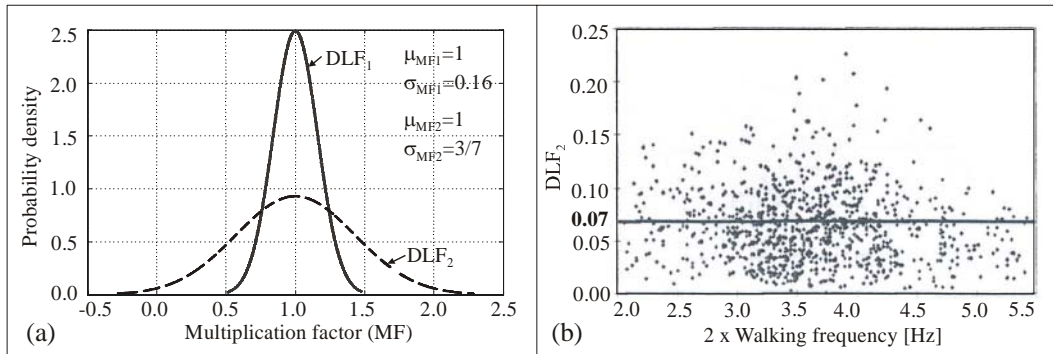 2.5
2.0
1.5
1.0
0.5
0.0
-0.5 0.0 0.5 1.0 1.5 2.0 2.5
Probability density
Multiplication factor (MF)
DLF₁
DLF₂
μMF1=1
σMF1=0.16
μMF2=1
σMF2=3/7
(a)
0.25
0.20
0.15
0.10
0.07
0.05
0.00
2.0 2.5 3.0 3.5 4.0 4.5 5.0 5.5
DLF₂
2 x Walking frequency [Hz]
(b)